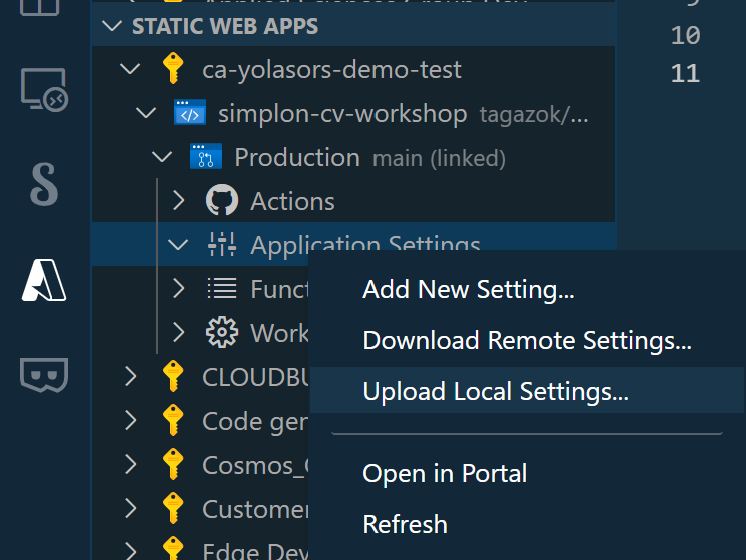 STATIC WEB APPS
10
ca-yolasors-demo-test
11
simplon-cv-workshop tagazok/...
Production main (linked)
Actions
Application Settings
Add New Setting...
Download Remote Settings...
CLOUDBU
Upload Local Settings...
Code ger
Cosmos_
Open in Portal
Customer
Refresh
Edge Dev